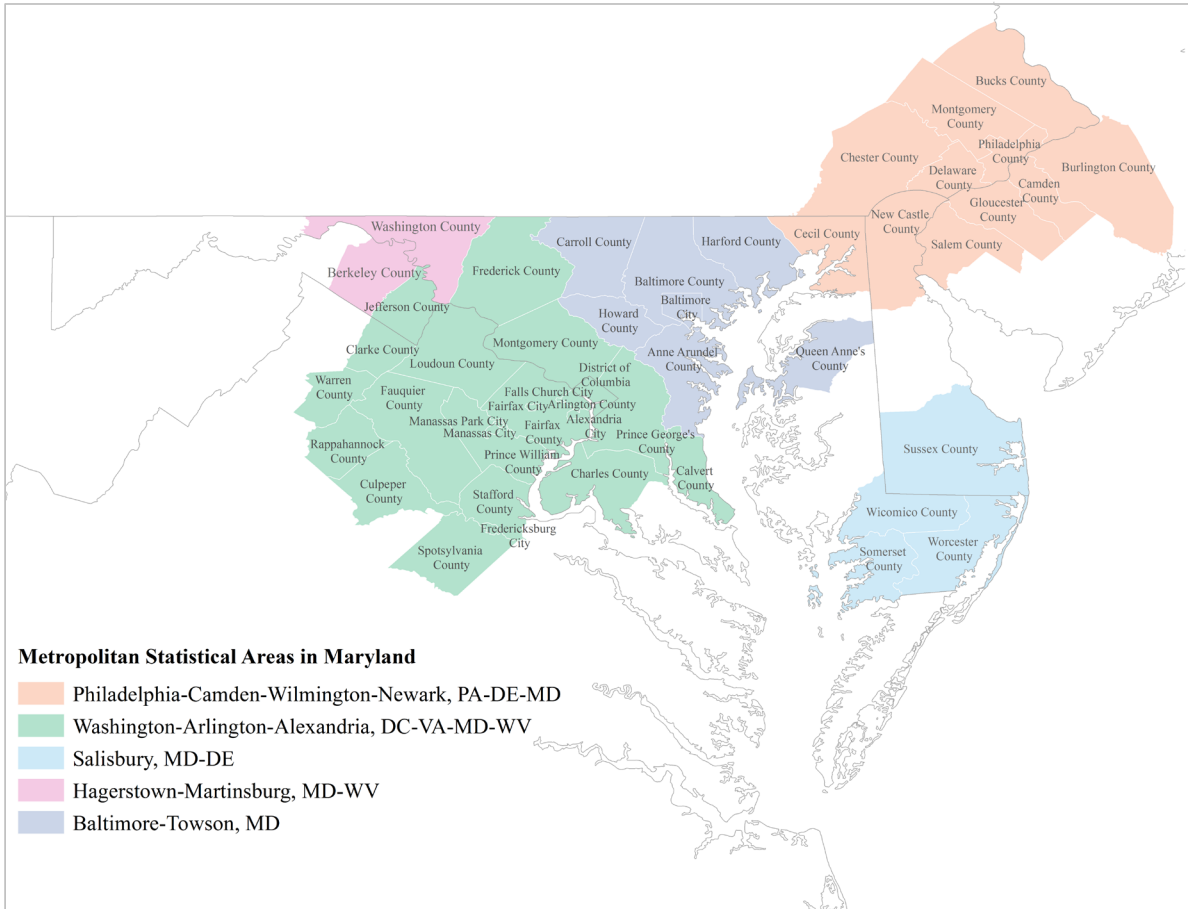 Bucks County
Montgomery
County
Philadelphia
County
Chester County
Burlington County
Delaware
County
Camden
County
Gloucester
County
New Castle
County
Salem County
Cecil County
Washington County
Carroll County
Harford County
Berkeley County
Frederick County
Baltimore County
Baltimore
City
Jefferson County
Howard
County
Montgomery County
Clarke County
Loudoun County
Anne Arundel
County
Queen Anne's
County
District of
Columbia
Warren
County
Fauquier
County
Falls Church City
Fairfax City
Arlington County
Alexandria
City
Manassas Park City
Manassas City
Fairfax
County
Rappahannock
County
Prince George's
County
Prince William
County
Charles County
Calvert
County
Culpeper
County
Stafford
County
Sussex County
Wicomico County
Fredericksburg
City
Spotsylvania
County
Somerset
County
Worcester
County
Metropolitan Statistical Areas in Maryland
Philadelphia-Camden-Wilmington-Newark, PA-DE-MD
Washington-Arlington-Alexandria, DC-VA-MD-WV
Salisbury, MD-DE
Hagerstown-Martinsburg, MD-WV
Baltimore-Towson, MD